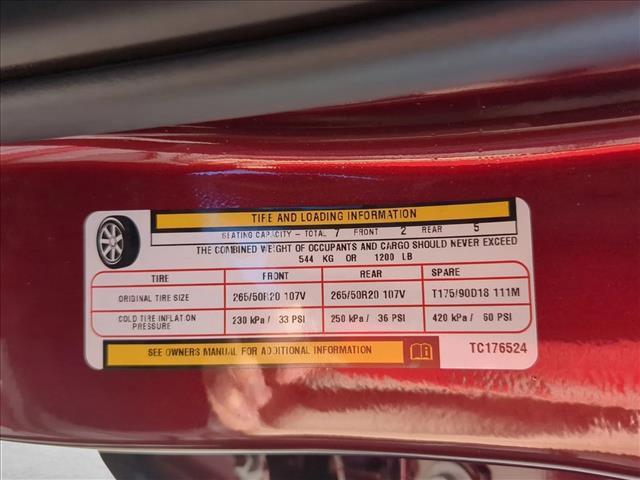 TIRE AND LOADING INFORMATION
SEATING CAPACITY - TOTAL 7 FRONT 2 REAR 5
THE COMBINED WEIGHT OF OCCUPANTS AND CARGO SHOULD NEVER EXCEED
544 KG OR 1200 LB
TIRE FRONT REAR SPARE
ORIGINAL TIRE SIZE 265/50R20 107V 265/50R20 107V T175/90D18 111M
COLD TIRE INFLATION PRESSURE 230 kPa / 33 PSI 250 kPa / 36 PSI 420 kPa / 60 PSI
SEE OWNERS MANUAL FOR ADDITIONAL INFORMATION TC176524